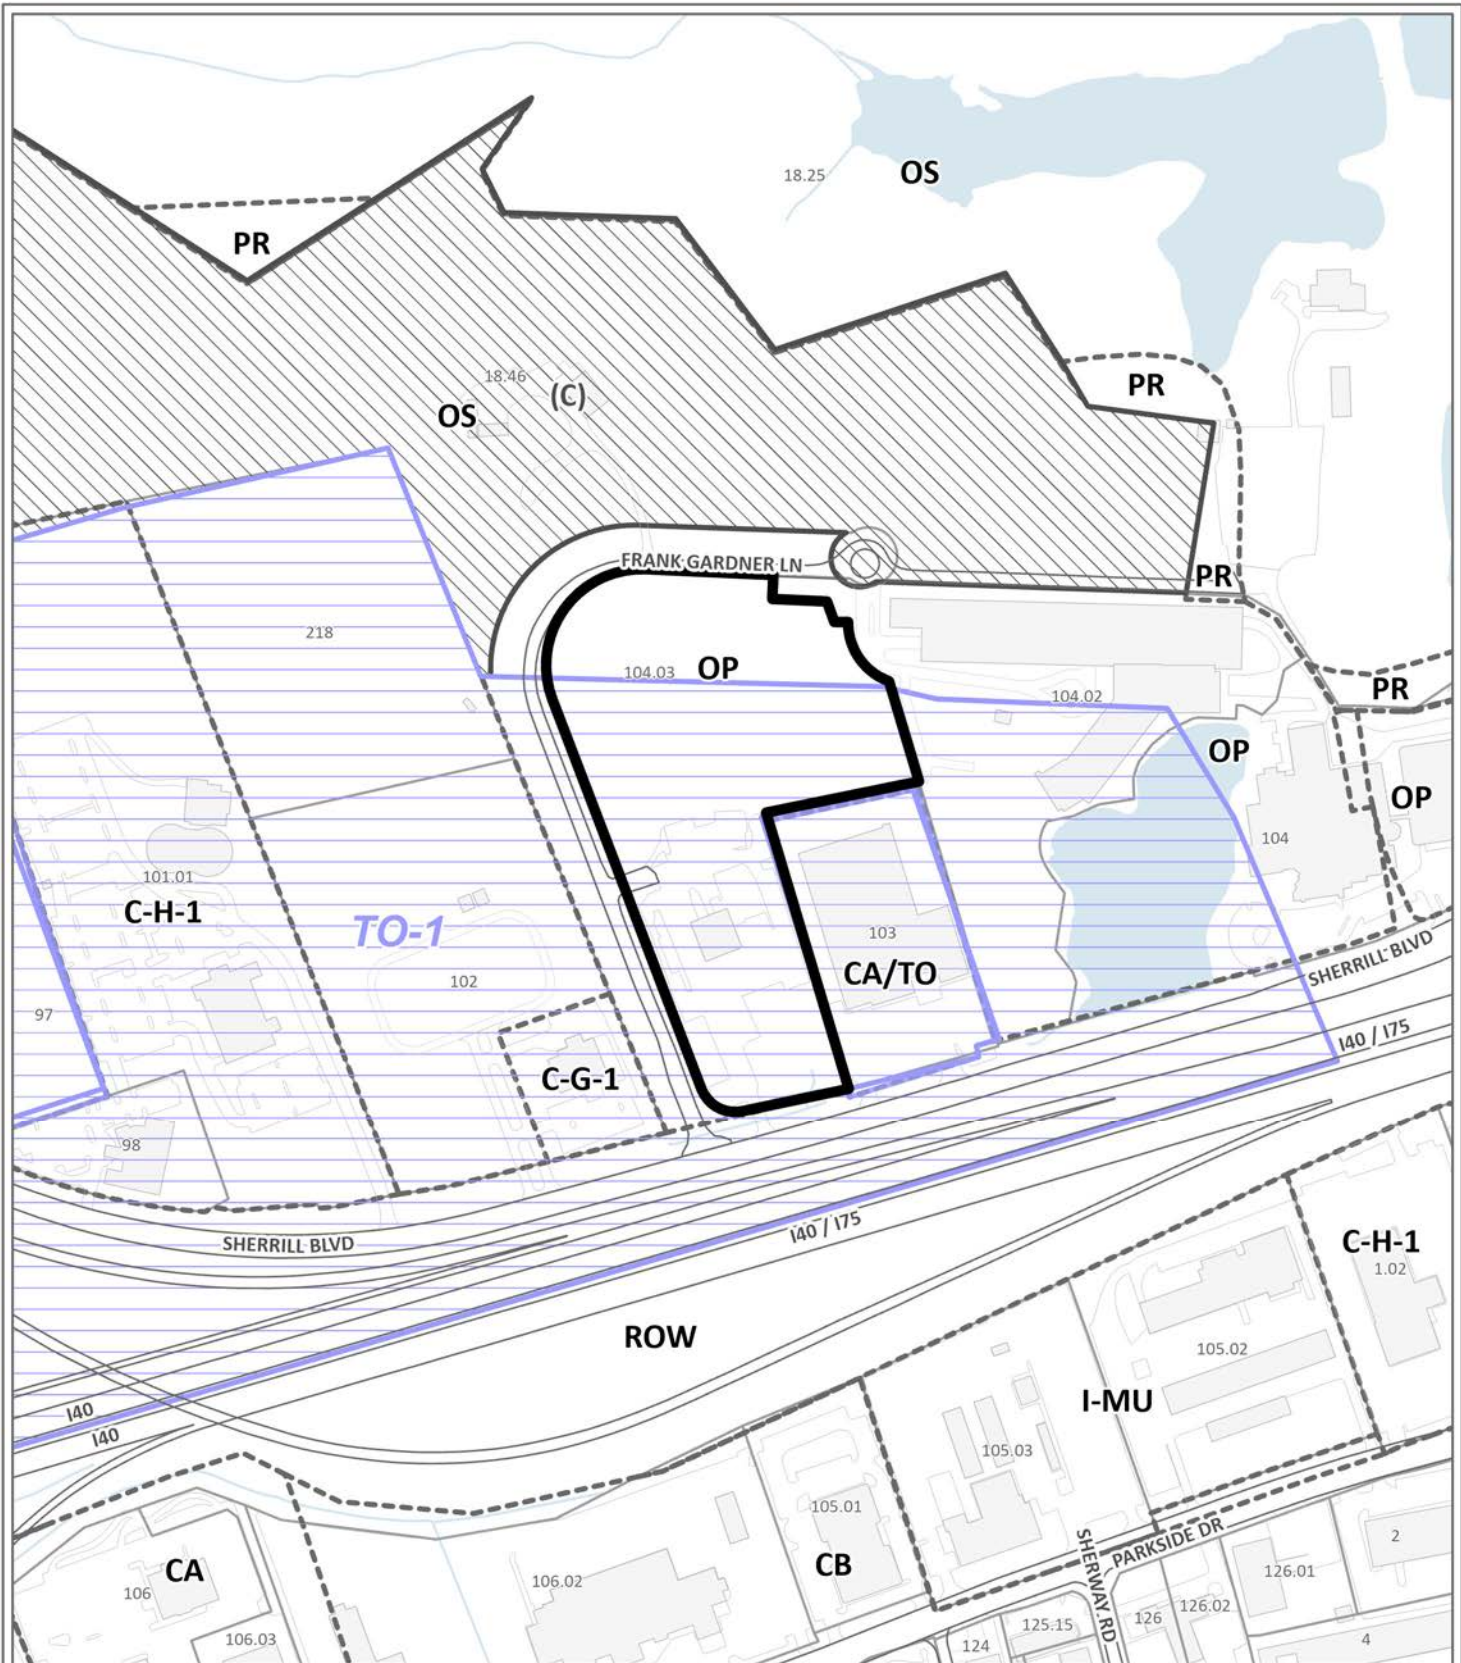 18.25
OS
PR
18.46
(C)
OS
PR
FRANK GARDNER LN
PR
218
104.03
OP
104.02
PR
OP
OP
104
101.01
C-H-1
TO-1
103
CA/TO
102
97
SHERRILL BLVD
I40 / I75
C-G-1
98
SHERRILL BLVD
I40 / I75
C-H-1
1.02
ROW
105.02
I-MU
I40
I40
105.03
105.01
CB
SHERWAY RD
PARKSIDE DR
2
126.01
CA
106
106.02
126.02
126
125.15
124
106.03
4